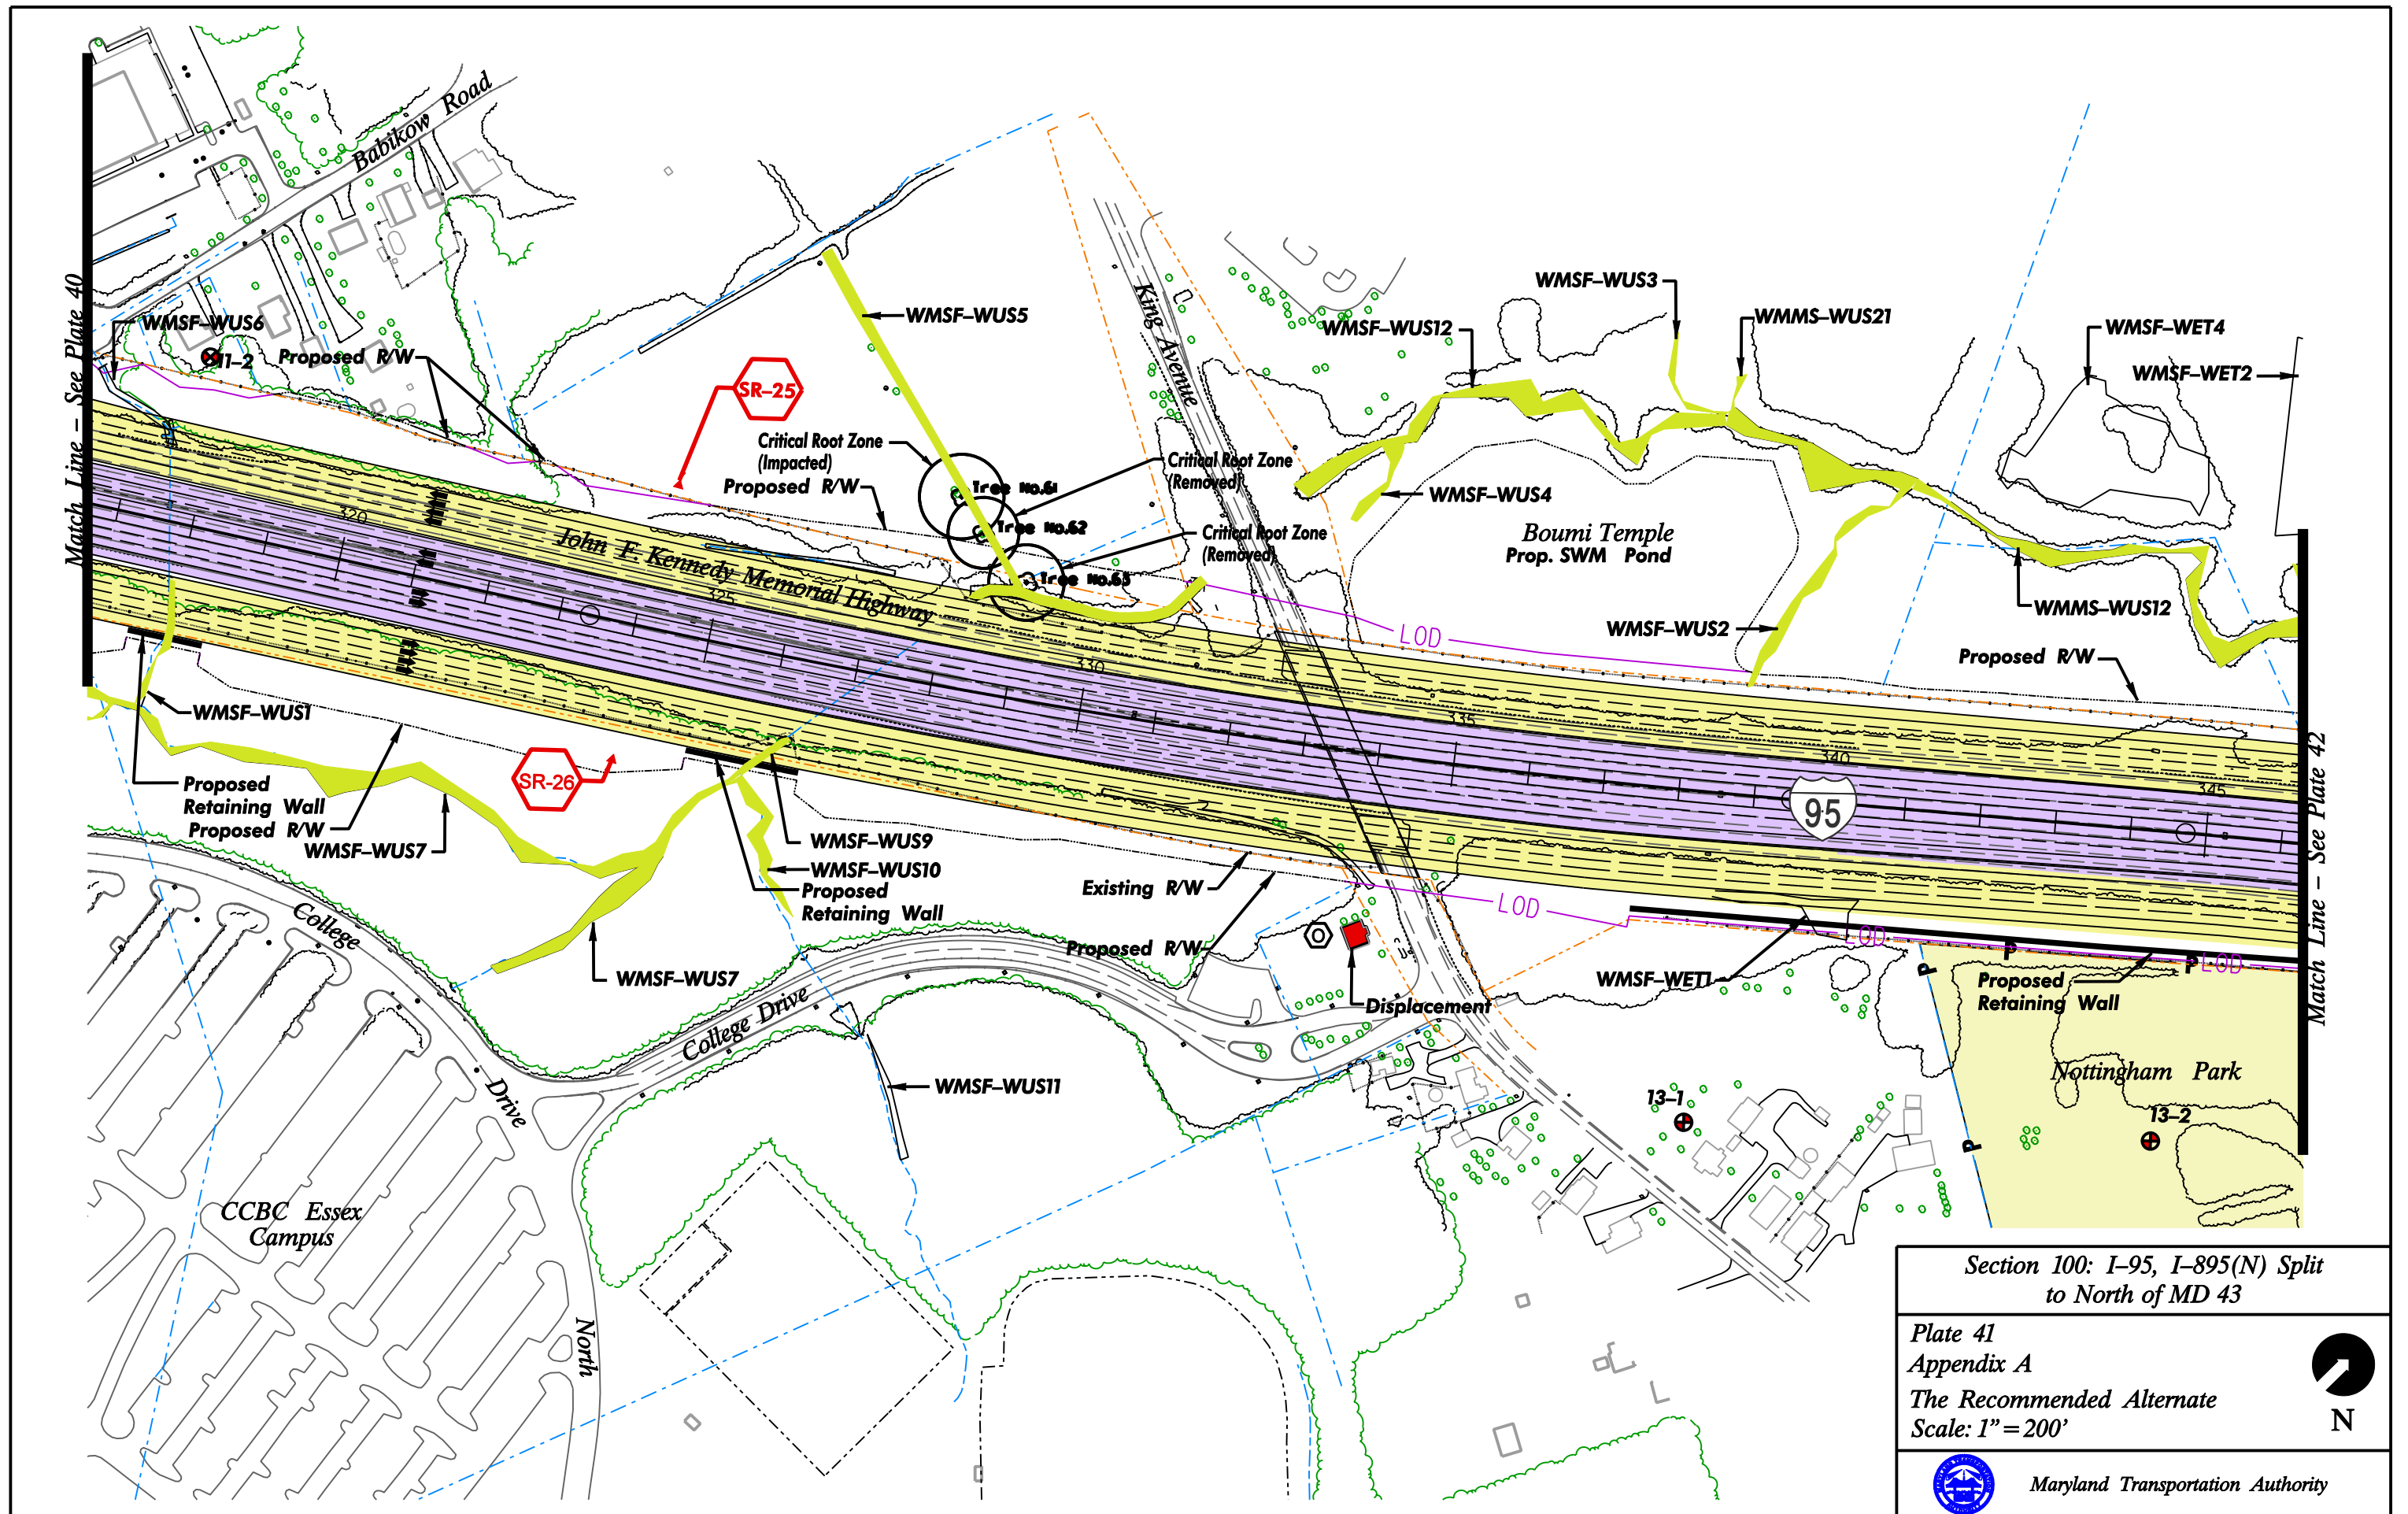 Babikow Road
Match Line – See Plate 40
WMSF–WUS6
11–2
Proposed R/W
WMSF–WUS5
SR–25
Critical Root Zone
(Impacted)
Proposed R/W
Tree No.61
Tree No.62
Tree No.63
Critical Root Zone
(Removed)
Critical Root Zone
(Removed)
King Avenue
WMSF–WUS3
WMSF–WUS12
WMMS–WUS21
WMSF–WET4
WMSF–WET2
WMSF–WUS4
Boumi Temple
Prop. SWM Pond
WMSF–WUS2
WMMS–WUS12
Proposed R/W
LOD
John F. Kennedy Memorial Highway
320
325
330
335
340
345
95
Match Line – See Plate 42
WMSF–WUS1
Proposed
Retaining Wall
Proposed R/W
WMSF–WUS7
SR-26
WMSF–WUS9
WMSF–WUS10
Proposed
Retaining Wall
WMSF–WUS7
Existing R/W
Proposed R/W
LOD
O
Displacement
WMSF–WET1
LOD
LOD
P
P
P
P
Proposed
Retaining Wall
Nottingham Park
13–1
13–2
College
Drive
College Drive
WMSF–WUS11
CCBC Essex
Campus
North
Section 100: I–95, I–895(N) Split
to North of MD 43
Plate 41
Appendix A
The Recommended Alternate
Scale: 1”=200’
N
Maryland Transportation Authority